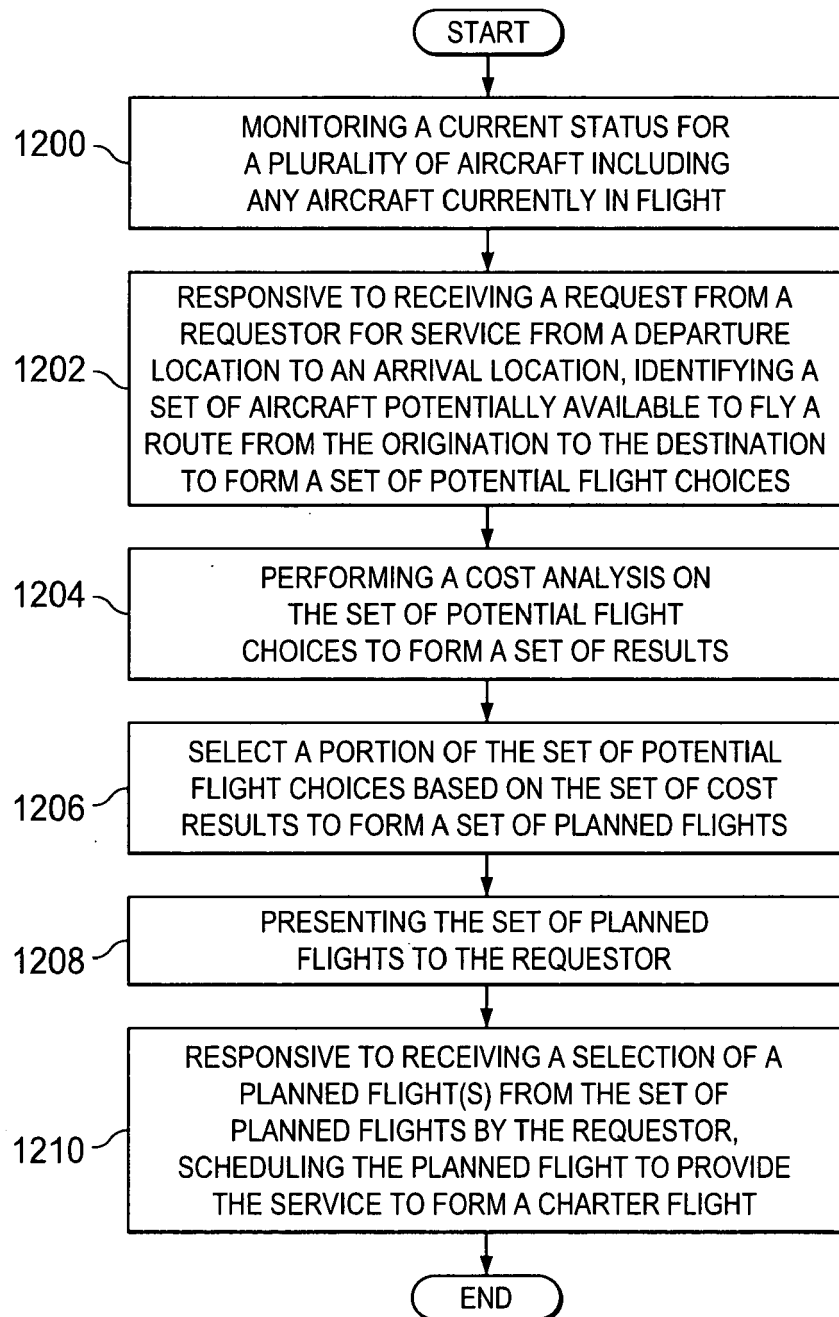 START
1200
MONITORING A CURRENT STATUS FOR
A PLURALITY OF AIRCRAFT INCLUDING
ANY AIRCRAFT CURRENTLY IN FLIGHT
1202
RESPONSIVE TO RECEIVING A REQUEST FROM A
REQUESTOR FOR SERVICE FROM A DEPARTURE
LOCATION TO AN ARRIVAL LOCATION, IDENTIFYING A
SET OF AIRCRAFT POTENTIALLY AVAILABLE TO FLY A
ROUTE FROM THE ORIGINATION TO THE DESTINATION
TO FORM A SET OF POTENTIAL FLIGHT CHOICES
1204
PERFORMING A COST ANALYSIS ON
THE SET OF POTENTIAL FLIGHT
CHOICES TO FORM A SET OF RESULTS
1206
SELECT A PORTION OF THE SET OF POTENTIAL
FLIGHT CHOICES BASED ON THE SET OF COST
RESULTS TO FORM A SET OF PLANNED FLIGHTS
1208
PRESENTING THE SET OF PLANNED
FLIGHTS TO THE REQUESTOR
1210
RESPONSIVE TO RECEIVING A SELECTION OF A
PLANNED FLIGHT(S) FROM THE SET OF
PLANNED FLIGHTS BY THE REQUESTOR,
SCHEDULING THE PLANNED FLIGHT TO PROVIDE
THE SERVICE TO FORM A CHARTER FLIGHT
END